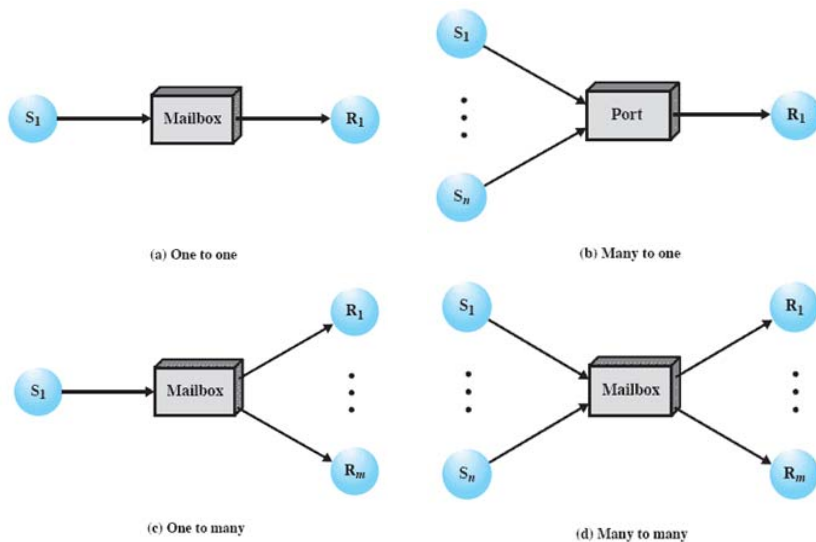 S1
Mailbox
R1
(a) One to one
S1
Port
R1
Sn
(b) Many to one
S1
Mailbox
R1
Rm
(c) One to many
S1
Sn
Mailbox
R1
Rm
(d) Many to many